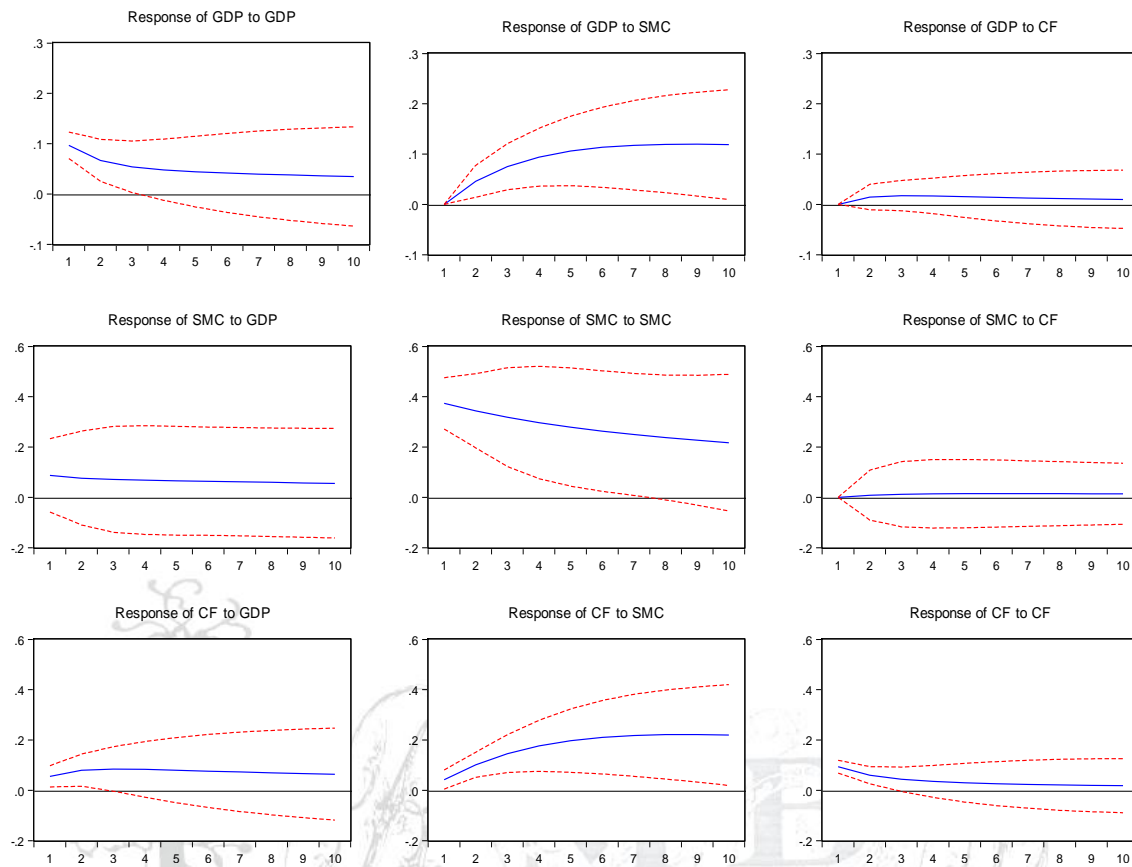 Response of GDP to GDP
.3
.2
.1
.0
-.1
1 2 3 4 5 6 7 8 9 10
Response of GDP to SMC
.3
.2
.1
.0
-.1
1 2 3 4 5 6 7 8 9 10
Response of GDP to CF
.3
.2
.1
.0
-.1
1 2 3 4 5 6 7 8 9 10
Response of SMC to GDP
.6
.4
.2
.0
-.2
1 2 3 4 5 6 7 8 9 10
Response of SMC to SMC
.6
.4
.2
.0
-.2
1 2 3 4 5 6 7 8 9 10
Response of SMC to CF
.6
.4
.2
.0
-.2
1 2 3 4 5 6 7 8 9 10
Response of CF to GDP
.6
.4
.2
.0
-.2
1 2 3 4 5 6 7 8 9 10
Response of CF to SMC
.6
.4
.2
.0
-.2
1 2 3 4 5 6 7 8 9 10
Response of CF to CF
.6
.4
.2
.0
-.2
1 2 3 4 5 6 7 8 9 10